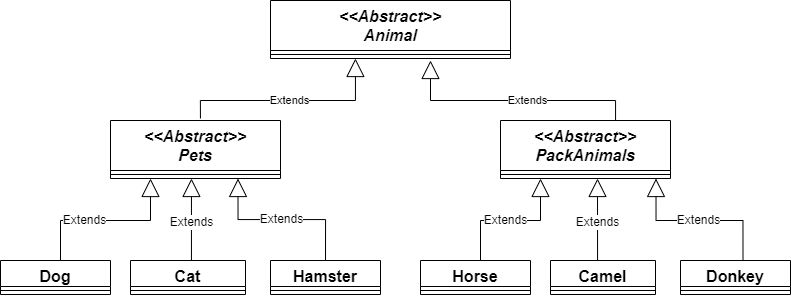 <<Abstract>>
Animal
Extends
Extends
<<Abstract>>
Pets
<<Abstract>>
PackAnimals
Extends
Extends
Extends
Extends
Extends
Extends
Dog
Cat
Hamster
Horse
Camel
Donkey